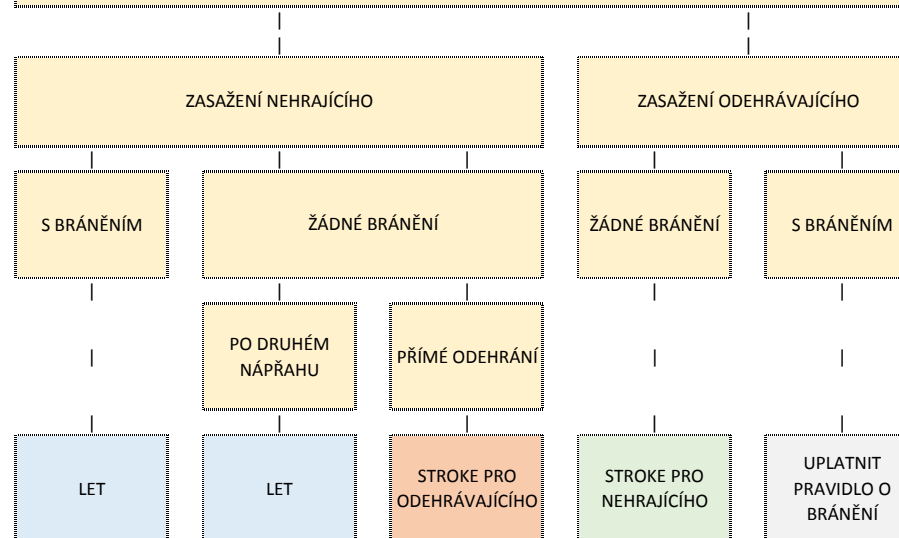 ZASAŽENÍ NEHRAJÍCÍHO
ZASAŽENÍ ODEHRÁVAJÍCÍHO
S BRÁNĚNÍM
ŽÁDNÉ BRÁNĚNÍ
ŽÁDNÉ BRÁNĚNÍ
S BRÁNĚNÍM
PO DRUHÉM
NÁPŘAHU
PŘÍMÉ ODEHRÁNÍ
LET
LET
STROKE PRO
ODEHRÁVAJÍCÍHO
STROKE PRO
NEHRAJÍCÍHO
UPLATNIT
PRAVIDLO O
BRÁNĚNÍ